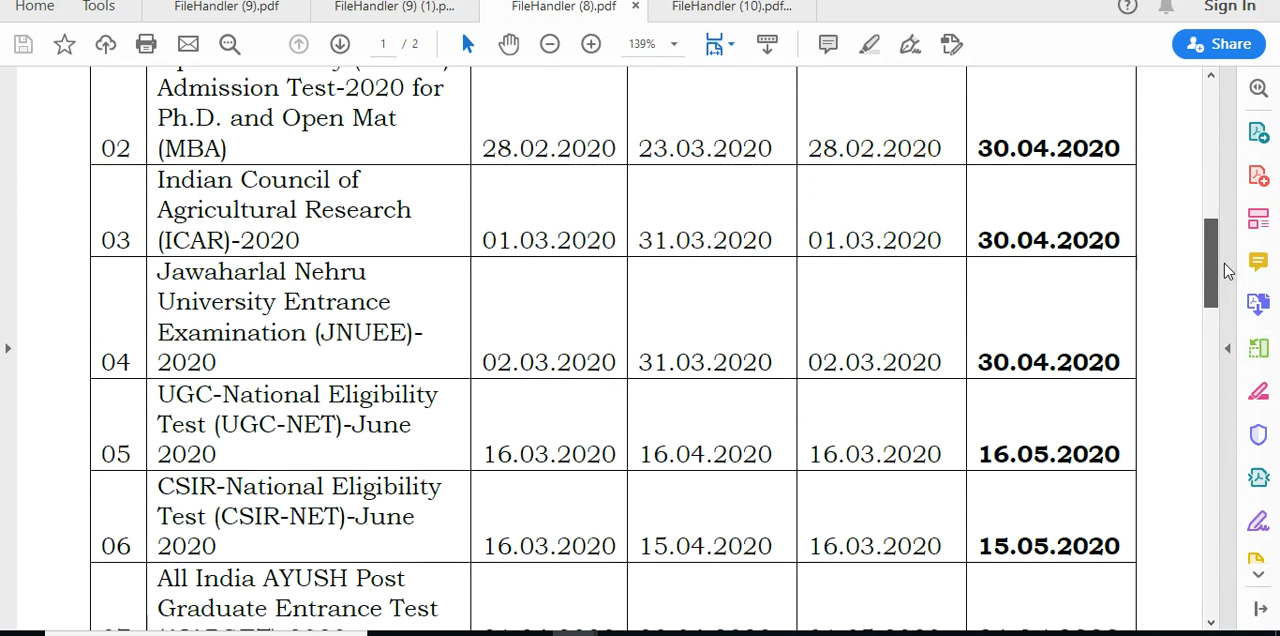 Home Tools FileHandler (9).pdf FileHandler (9) (1).p... FileHandler (8).pdf × FileHandler (10).pdf... Sign In
1 / 2 139% Share
Admission Test-2020 for
Ph.D. and Open Mat
02 (MBA) 28.02.2020 23.03.2020 28.02.2020 30.04.2020
Indian Council of
Agricultural Research
03 (ICAR)-2020 01.03.2020 31.03.2020 01.03.2020 30.04.2020
Jawaharlal Nehru
University Entrance
Examination (JNUEE)-
04 2020 02.03.2020 31.03.2020 02.03.2020 30.04.2020
UGC-National Eligibility
Test (UGC-NET)-June
05 2020 16.03.2020 16.04.2020 16.03.2020 16.05.2020
CSIR-National Eligibility
Test (CSIR-NET)-June
06 2020 16.03.2020 15.04.2020 16.03.2020 15.05.2020
All India AYUSH Post
Graduate Entrance Test